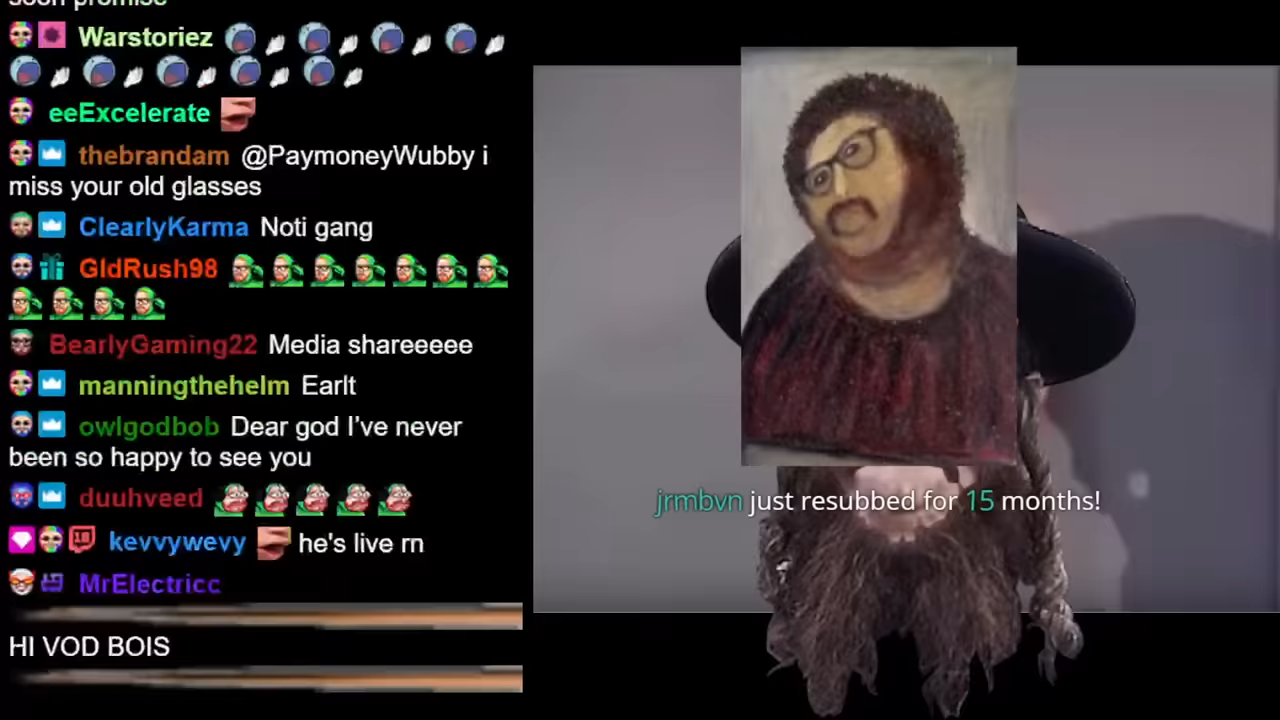 soon promise
Warstoriez
eeExcelerate
thebrandam @PaymoneyWubby i
miss your old glasses
ClearlyKarma Noti gang
GldRush98
BearlyGaming22 Media shareeeee
manningthehelm Earlt
owlgodbob Dear god I've never
been so happy to see you
duuhveed
kevvywevy he's live rn
MrElectricc
HI VOD BOIS
jrmbvn just resubbed for 15 months!